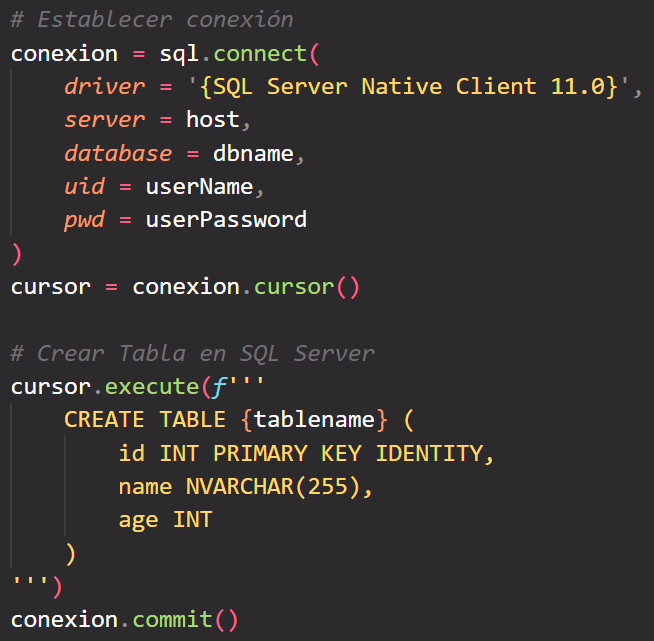 # Establecer conexión
conexion = sql.connect(
    driver = '{SQL Server Native Client 11.0}',
    server = host,
    database = dbname,
    uid = userName,
    pwd = userPassword
)
cursor = conexion.cursor()

# Crear Tabla en SQL Server
cursor.execute(f'''
    CREATE TABLE {tablename} (
        id INT PRIMARY KEY IDENTITY,
        name NVARCHAR(255),
        age INT
    )
''')
conexion.commit()